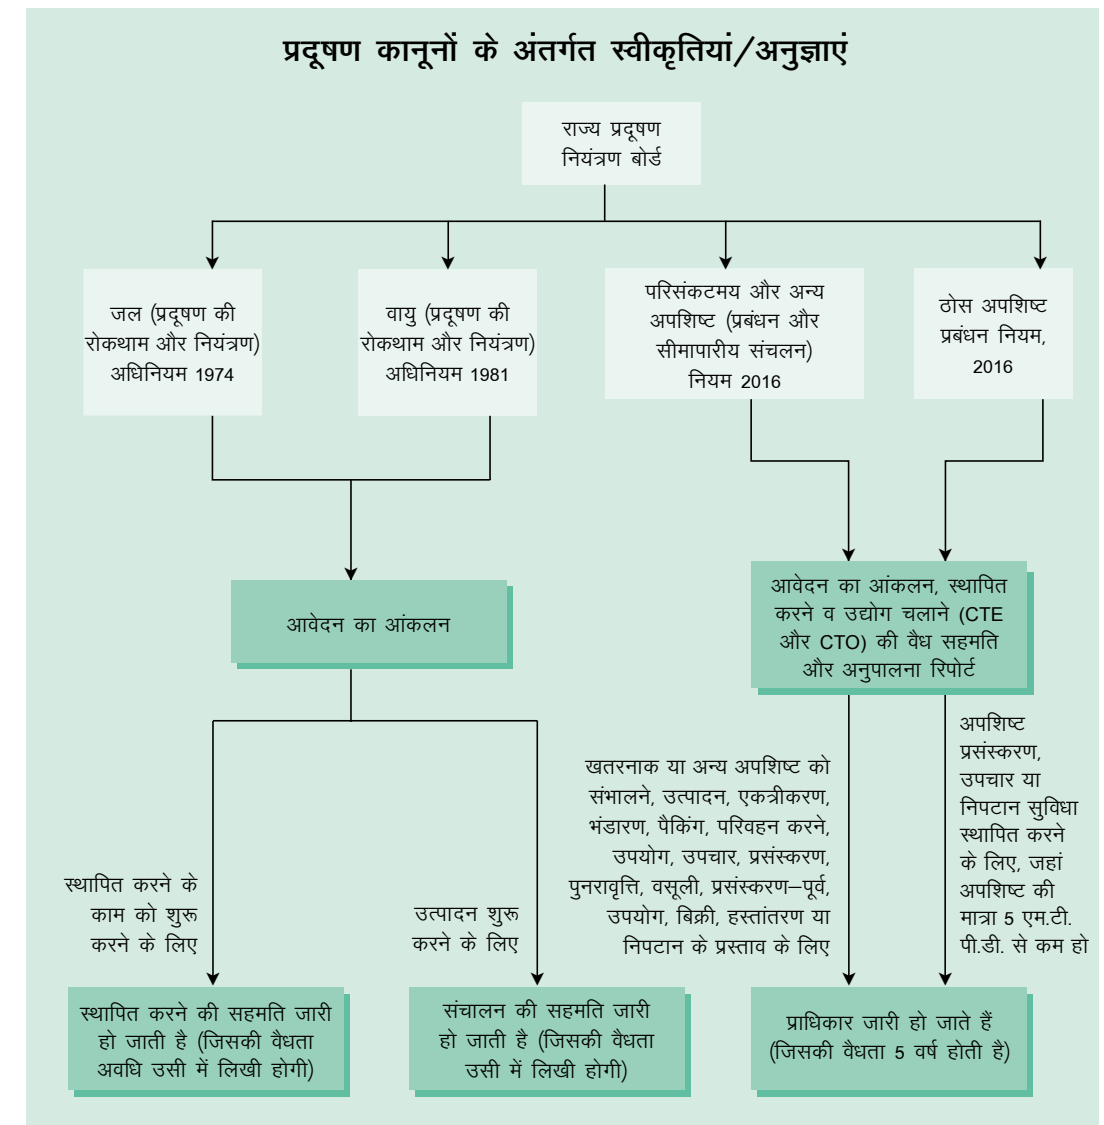 प्रदूषण कानूनों के अंतर्गत स्वीकृतियां/अनुज्ञाएं
राज्य प्रदूषण
नियंत्रण बोर्ड
जल (प्रदूषण की
रोकथाम और नियंत्रण)
अधिनियम 1974
वायु (प्रदूषण की
रोकथाम और नियंत्रण)
अधिनियम 1981
परिसंकटमय और अन्य
अपशिष्ट (प्रबंधन और
सीमापारीय संचलन)
नियम 2016
ठोस अपशिष्ट
प्रबंधन नियम,
2016
आवेदन का आंकलन
आवेदन का आंकलन, स्थापित
करने व उद्योग चलाने (CTE
और CTO) की वैध सहमति
और अनुपालना रिपोर्ट
स्थापित करने के
काम को शुरू
करने के लिए
उत्पादन शुरू
करने के लिए
खतरनाक या अन्य अपशिष्ट को
संभालने, उत्पादन, एकत्रीकरण,
भंडारण, पैकिंग, परिवहन करने,
उपयोग, उपचार, प्रसंस्करण,
पुनरावृत्ति, वसूली, प्रसंस्करण–पूर्व,
उपयोग, बिक्री, हस्तांतरण या
निपटान के प्रस्ताव के लिए
अपशिष्ट
प्रसंस्करण,
उपचार या
निपटान सुविधा
स्थापित करने
के लिए, जहां
अपशिष्ट की
मात्रा 5 एम.टी.
पी.डी. से कम हो
स्थापित करने की सहमति जारी
हो जाती है (जिसकी वैधता
अवधि उसी में लिखी होगी)
संचालन की सहमति जारी
हो जाती है (जिसकी वैधता
उसी में लिखी होगी)
प्राधिकार जारी हो जाते हैं
(जिसकी वैधता 5 वर्ष होती है)